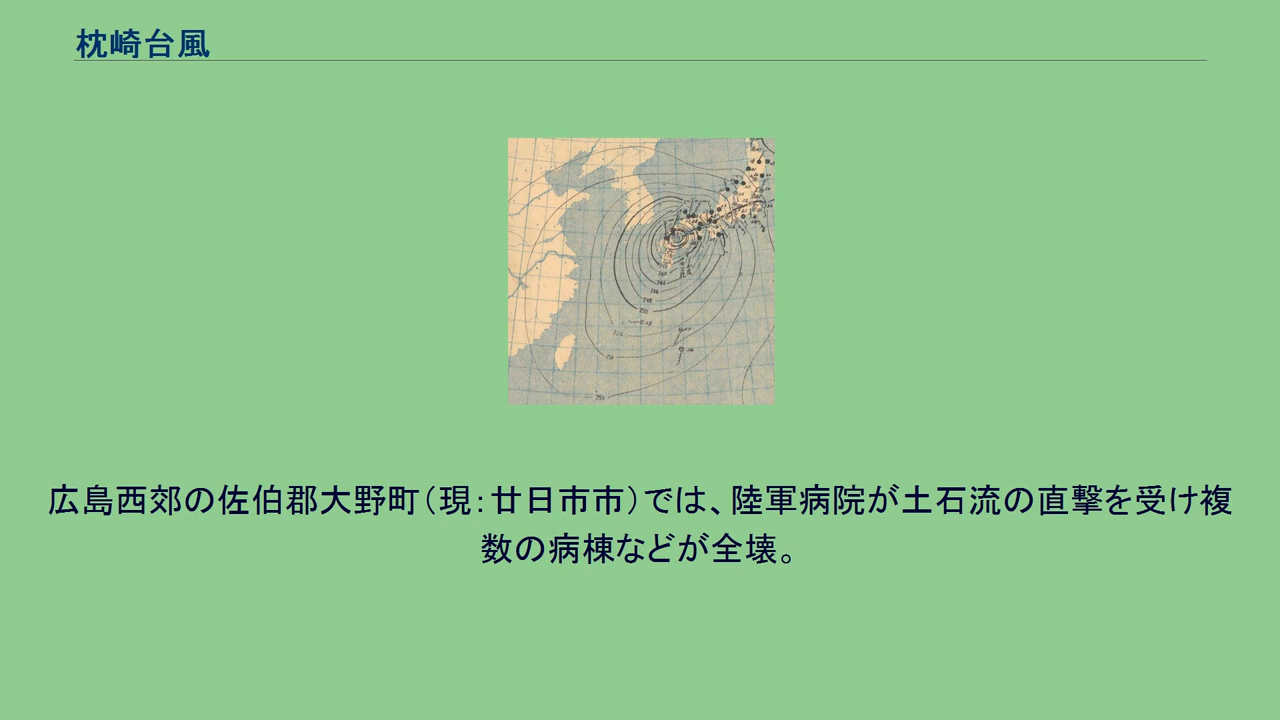 枕崎台風
広島西郊の佐伯郡大野町(現:廿日市市)では、陸軍病院が土石流の直撃を受け複
数の病棟などが全壊。